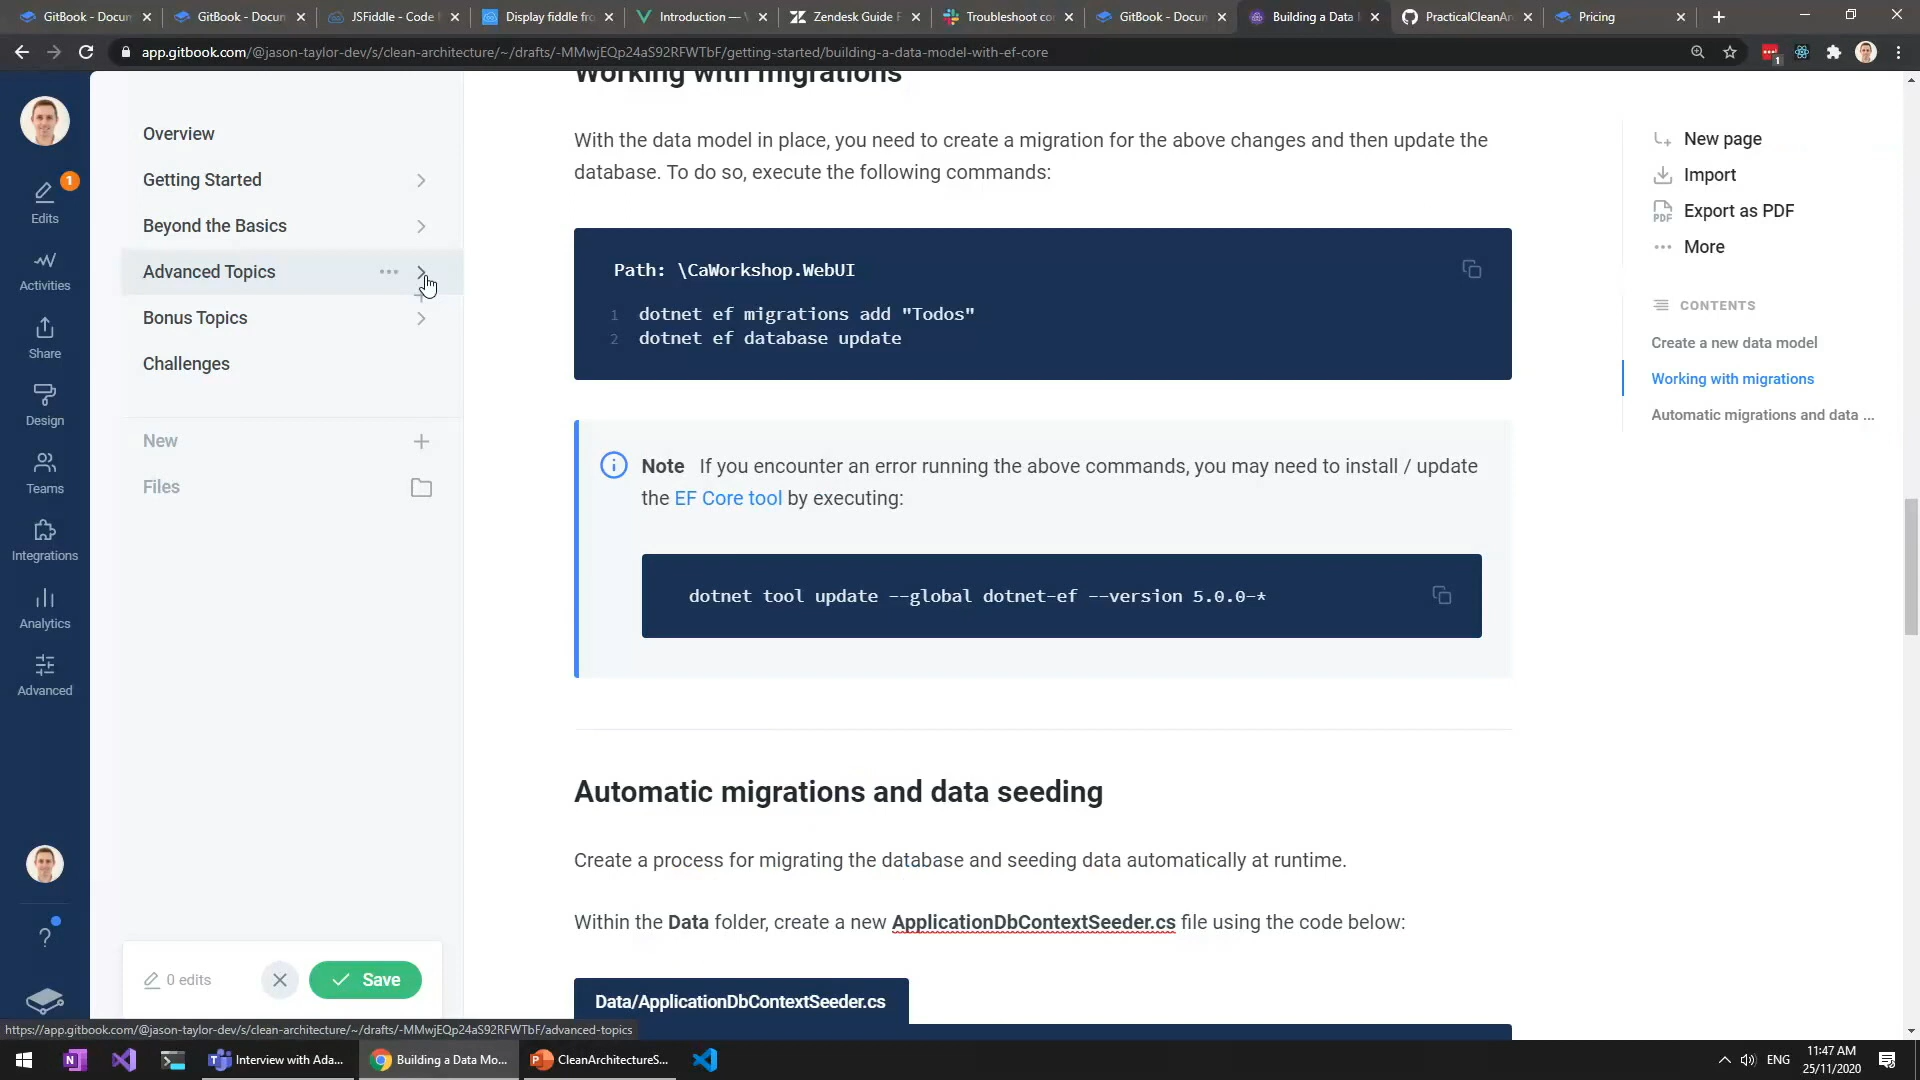 GitBook - Docum
GitBook - Docum
JSFiddle - Code
Display fiddle fro
Introduction —
Zendesk Guide
Troubleshoot co
GitBook - Docum
Building a Data
PracticalCleanAr
Pricing
app.gitbook.com/@jason-taylor-dev/s/clean-architecture/~/drafts/-MMwjEQp24aS92RFWTbF/getting-started/building-a-data-model-with-ef-core
1
1
Edits
Activities
Share
Design
Teams
Integrations
Analytics
Advanced
?
Overview
Getting Started
Beyond the Basics
Advanced Topics
Bonus Topics
Challenges
New
Files
0 edits
Save
Working with migrations
With the data model in place, you need to create a migration for the above changes and then update the
database. To do so, execute the following commands:
Path: \CaWorkshop.WebUI
1 dotnet ef migrations add "Todos"
2 dotnet ef database update
Note If you encounter an error running the above commands, you may need to install / update
the EF Core tool by executing:
dotnet tool update --global dotnet-ef --version 5.0.0-*
Automatic migrations and data seeding
Create a process for migrating the database and seeding data automatically at runtime.
Within the Data folder, create a new ApplicationDbContextSeeder.cs file using the code below:
Data/ApplicationDbContextSeeder.cs
New page
Import
PDF
Export as PDF
More
CONTENTS
Create a new data model
Working with migrations
Automatic migrations and data ...
https://app.gitbook.com/@jason-taylor-dev/s/clean-architecture/~/drafts/-MMwjEQp24aS92RFWTbF/advanced-topics
Interview with Ada...
Building a Data Mo...
CleanArchitectureS...
ENG
11:47 AM
25/11/2020